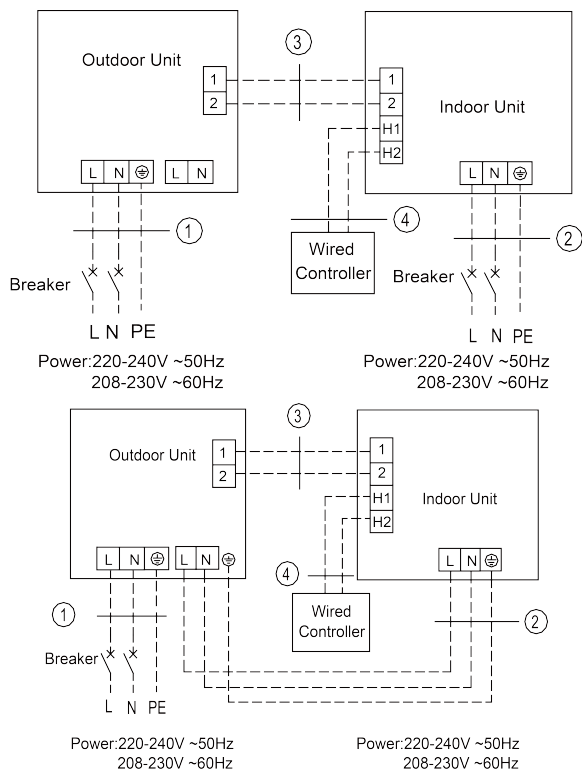 Outdoor Unit
1
2
L N ⏚ L N
③
1
2
H1
H2
Indoor Unit
L N ⏚
①
④
②
Wired
Controller
Breaker
Breaker
L N PE
L N PE
Power:220-240V ~50Hz
208-230V ~60Hz
Power:220-240V ~50Hz
208-230V ~60Hz
Outdoor Unit
1
2
L N ⏚ L N ⏚
③
1
2
H1
H2
Indoor Unit
L N ⏚
①
④
②
Wired
Controller
Breaker
L N PE
Power:220-240V ~50Hz
208-230V ~60Hz
Power:220-240V ~50Hz
208-230V ~60Hz